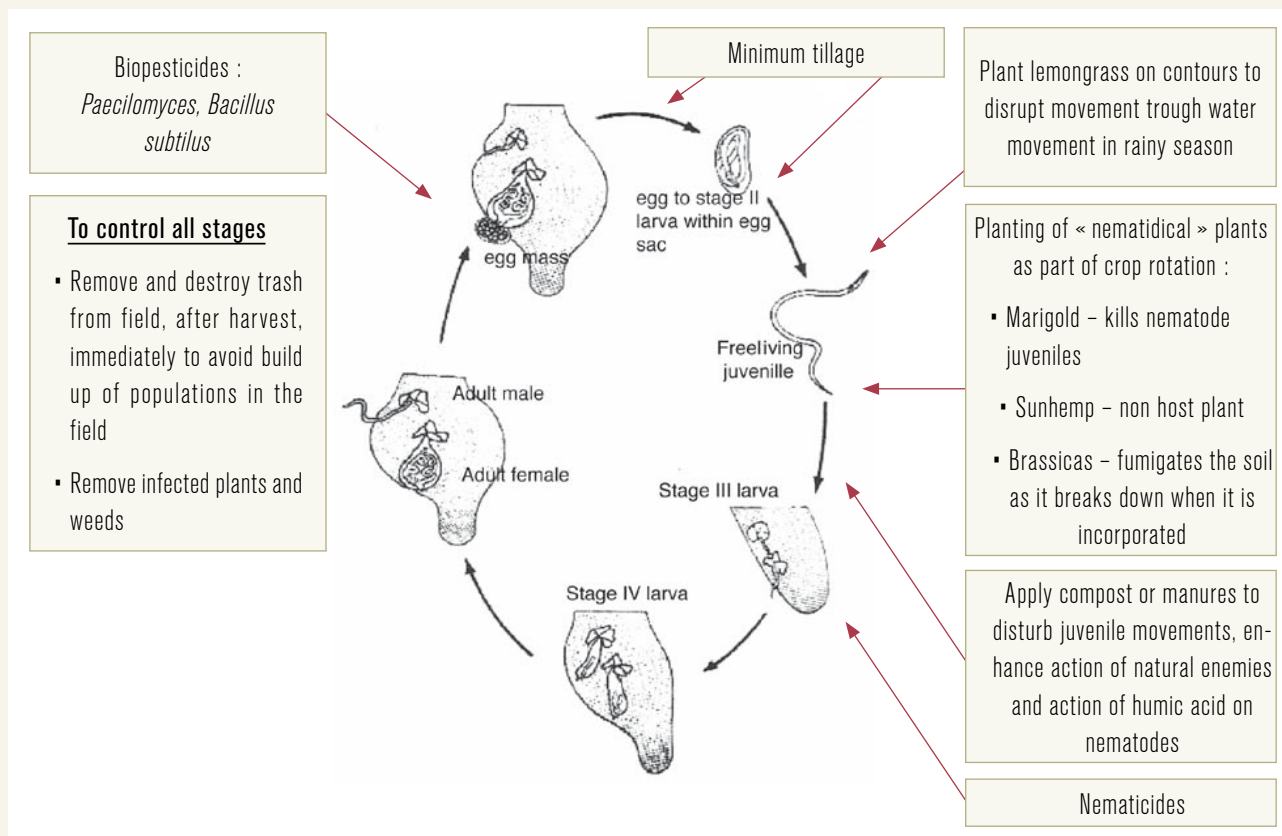 Biopesticides :
Paecilomyces, Bacillus
subtilus
To control all stages
▪ Remove and destroy trash
from field, after harvest,
immediately to avoid build
up of populations in the
field
▪ Remove infected plants and
weeds
Minimum tillage
egg mass
egg to stage II
larva within egg
sac
Freeliving
juvenille
Stage III larva
Stage IV larva
Adult male
Adult female
Plant lemongrass on contours to
disrupt movement trough water
movement in rainy season
Planting of « nematidical » plants
as part of crop rotation :
▪ Marigold – kills nematode
juveniles
▪ Sunhemp – non host plant
▪ Brassicas – fumigates the soil
as it breaks down when it is
incorporated
Apply compost or manures to
disturb juvenile movements, en-
hance action of natural enemies
and action of humic acid on
nematodes
Nematicides